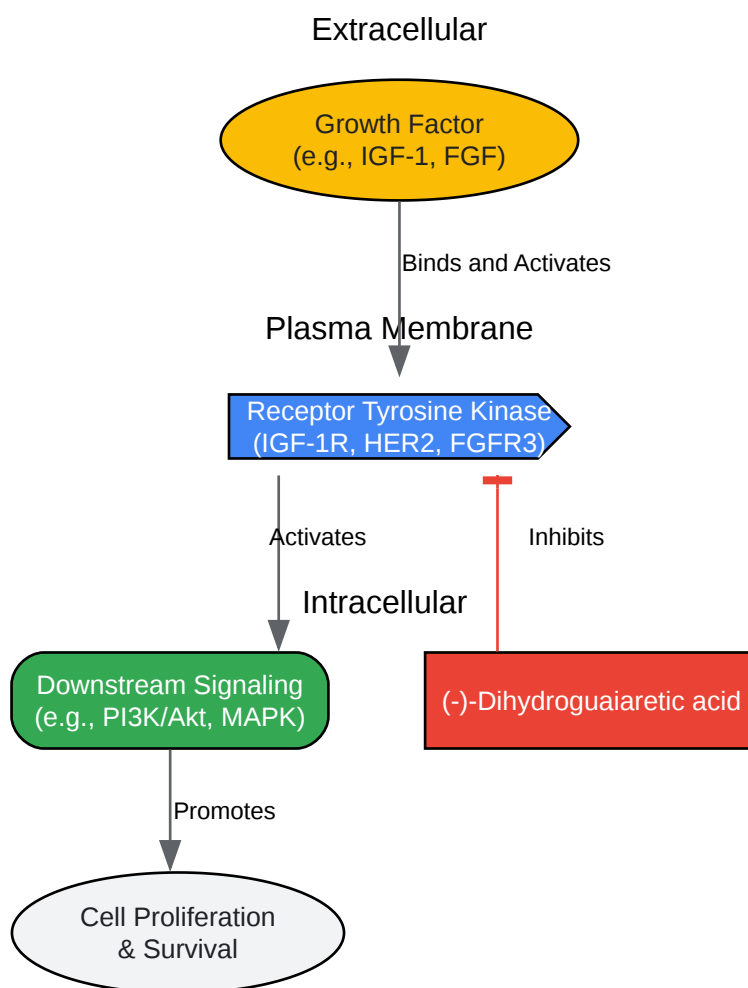 Extracellular
Growth Factor
(e.g., IGF-1, FGF)
Binds and Activates
Plasma Membrane
Receptor Tyrosine Kinase
(IGF-1R, HER2, FGFR3)
Activates
Inhibits
Intracellular
Downstream Signaling
(e.g., PI3K/Akt, MAPK)
(-)-Dihydroguaiaretic acid
Promotes
Cell Proliferation
& Survival